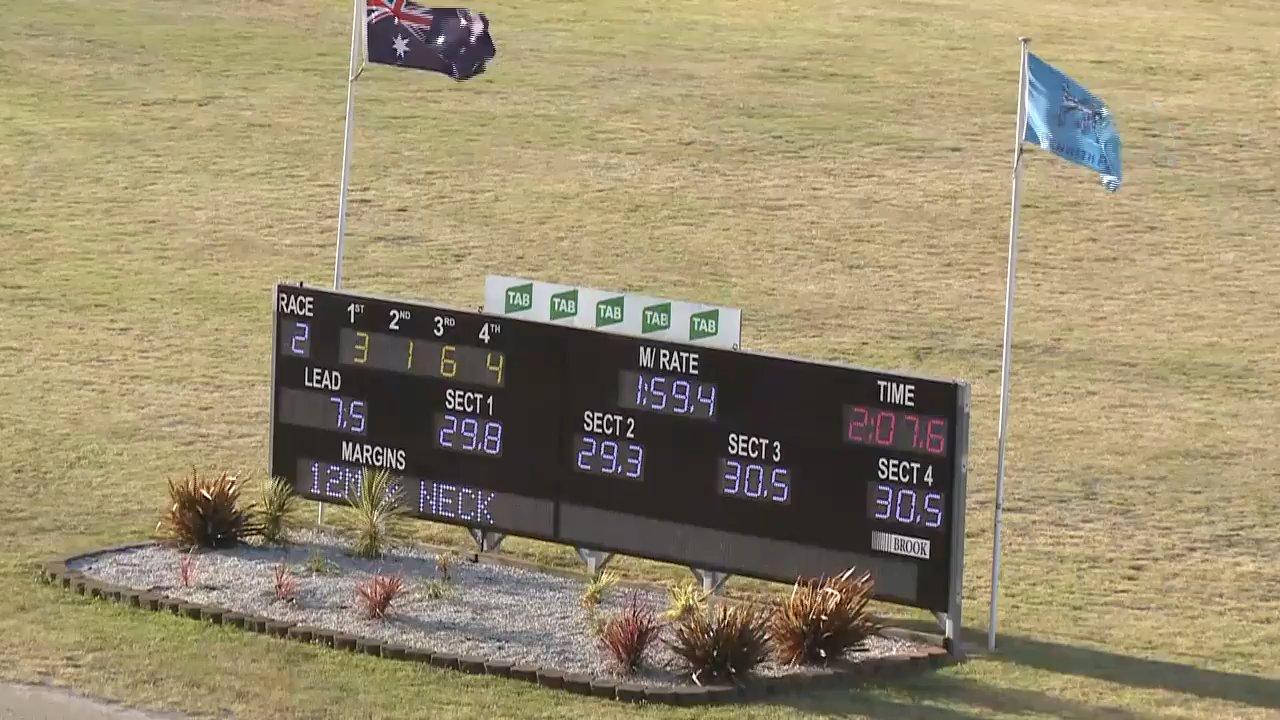 TAB TAB TAB TAB TAB
RACE 1ST 2ND 3RD 4TH
2 3 1 6 4
M/ RATE
1:59.4
TIME
2:07.6
LEAD
7.5
SECT 1
29.8
SECT 2
29.3
SECT 3
30.5
SECT 4
30.5
MARGINS
NECK
BROOK